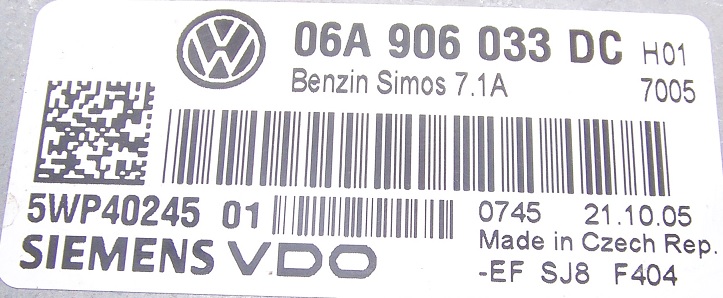 06A 906 033 DC H01
Benzin Simos 7.1A 7005
5WP40245 01
0745 21.10.05
SIEMENS VDO
Made in Czech Rep.
-EF SJ8 F404